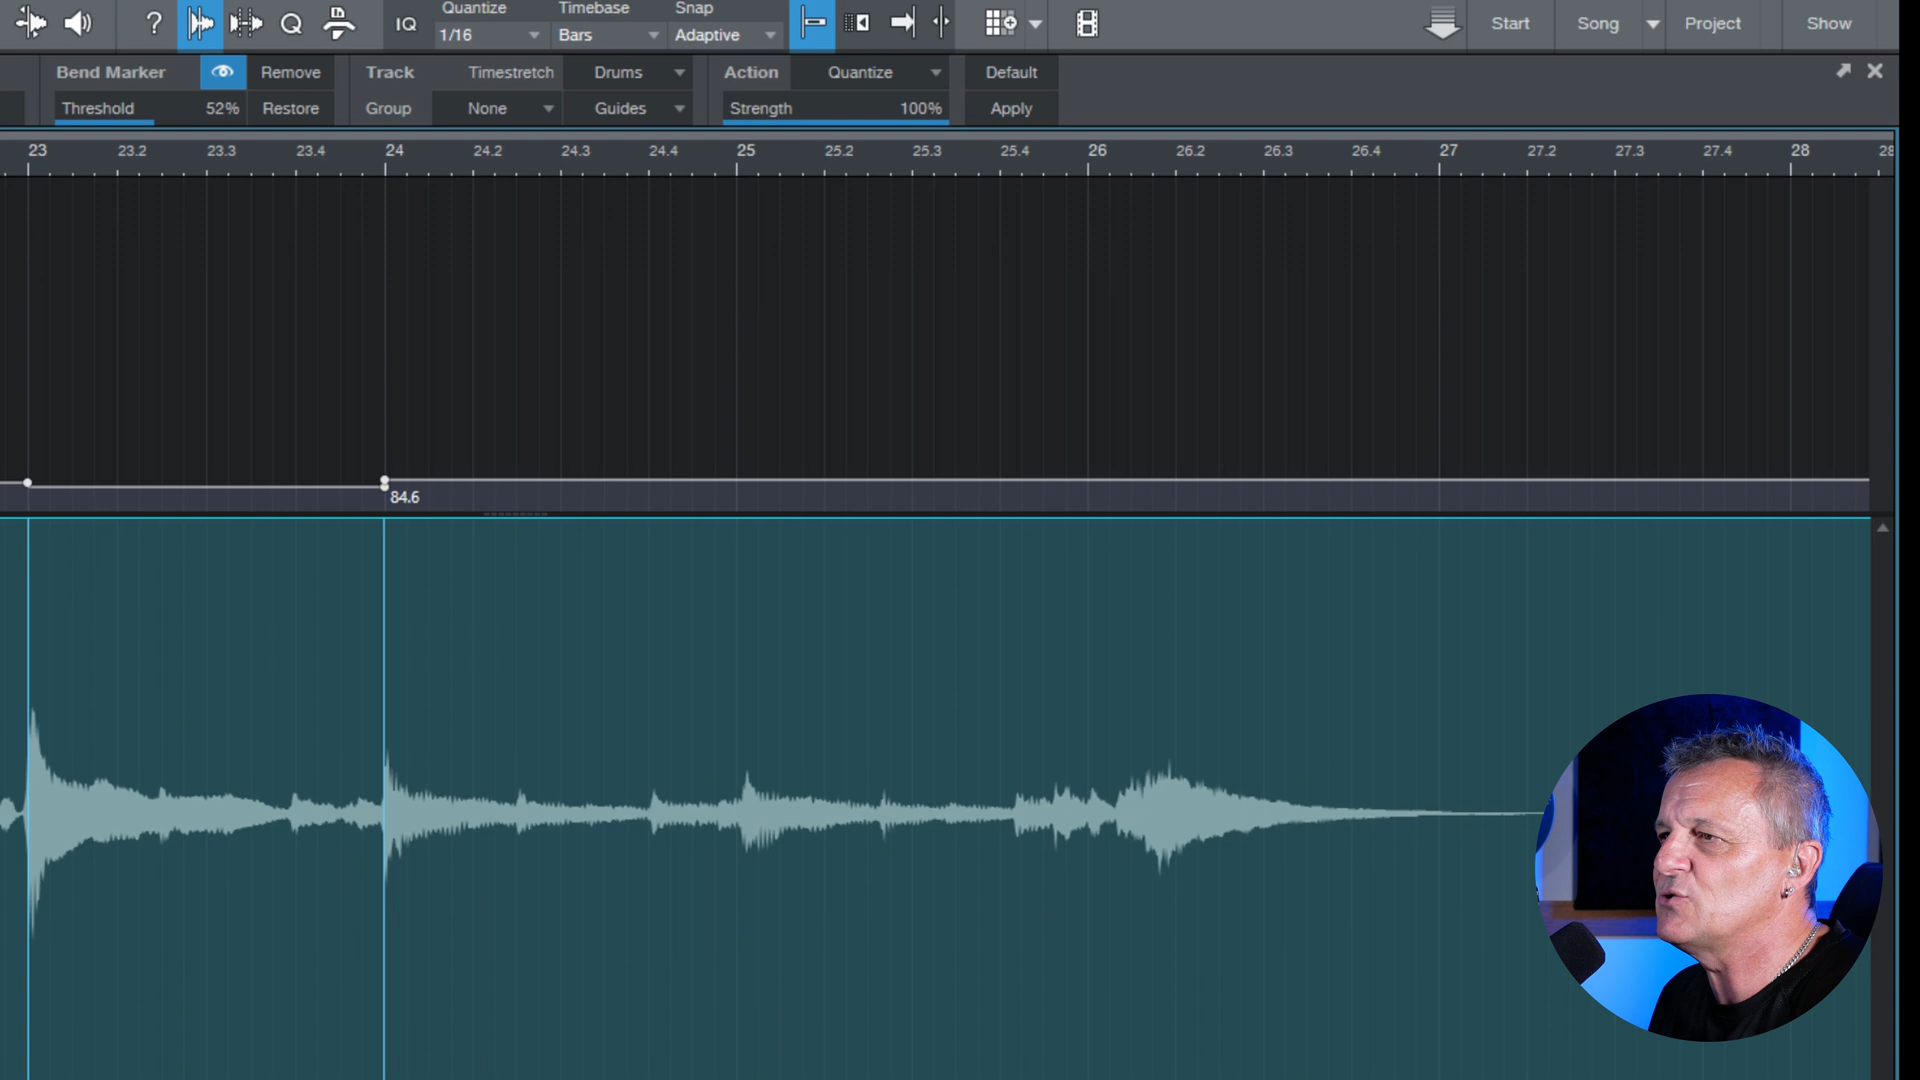 Quantize Timebase Snap
? Q IQ 1/16 Bars Adaptive Start Song Project Show
Bend Marker Remove Track Timestretch Drums Action Quantize Default
Threshold 52% Restore Group None Guides Strength 100% Apply
23 23.2 23.3 23.4 24 24.2 24.3 24.4 25 25.2 25.3 25.4 26 26.2 26.3 26.4 27 27.2 27.3 27.4 28 28
84.6